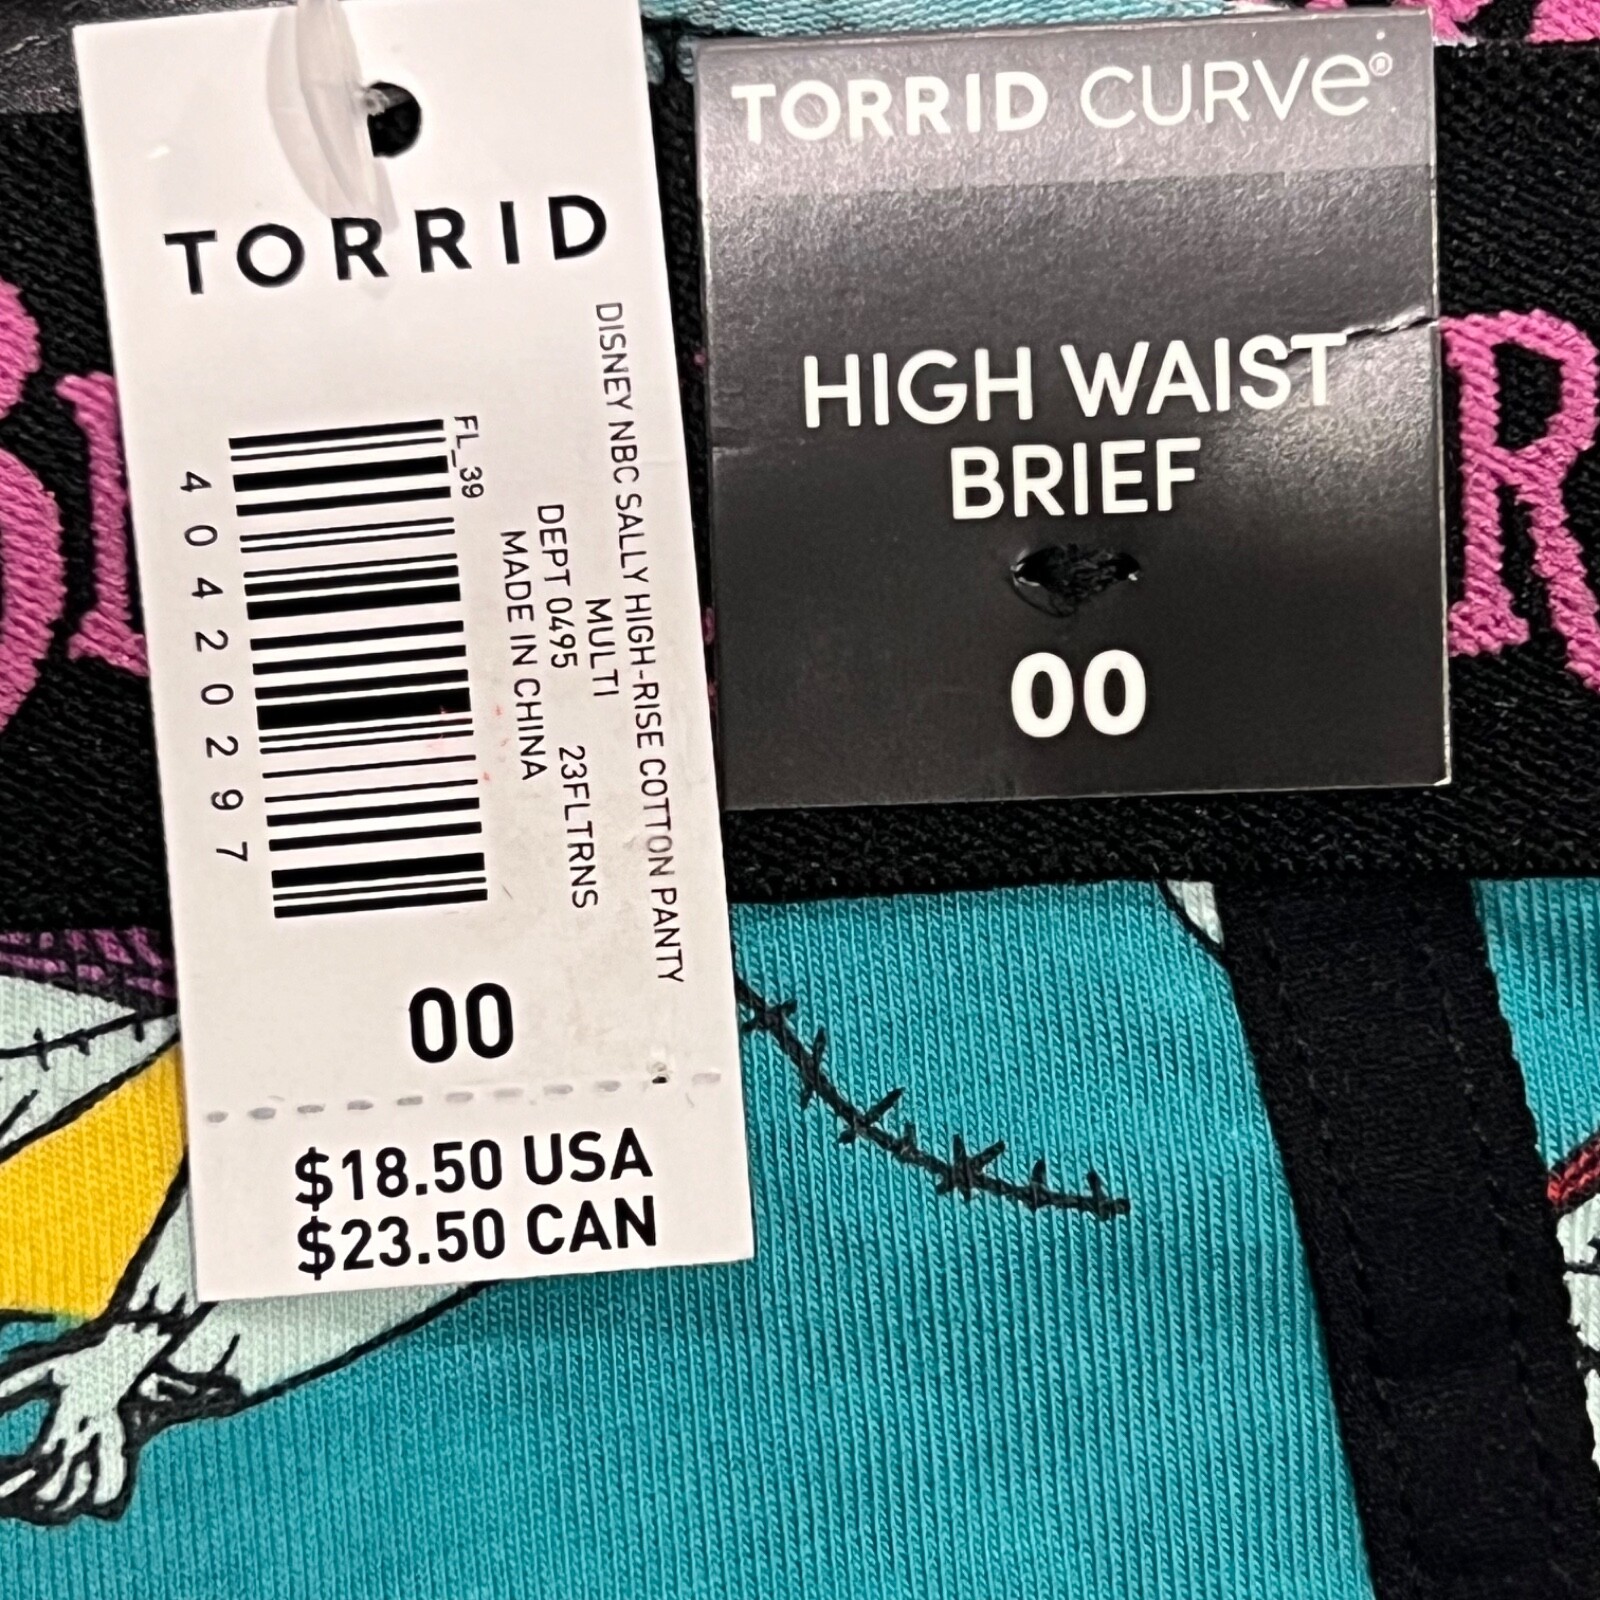 TORRID
DISNEY NBC SALLY HIGH-RISE COTTON PANTY
MULTI
DEPT 0495 23FLTRNS
MADE IN CHINA
FL_39
40420297
00
$18.50 USA
$23.50 CAN
TORRID CURVE®
HIGH WAIST
BRIEF
00
R